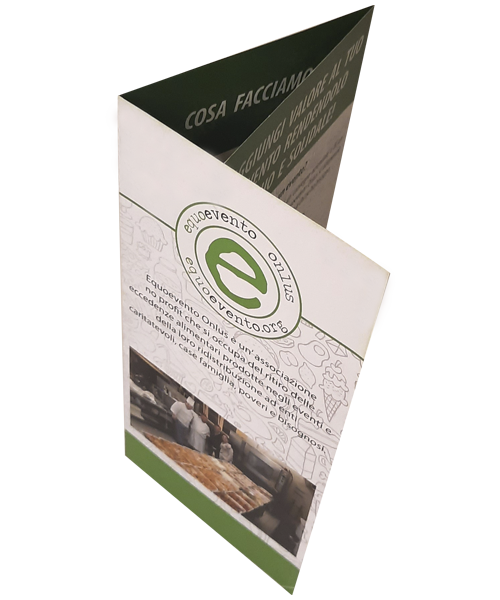 COSA FACCIAMO
AGGIUNGI VALORE AL TUO
EVENTO RENDENDOLO
EQUO E SOLIDALE!
equoevento onlus
e
equoevento.org
Equoevento Onlus è un'associazione
no profit che si occupa del ritiro delle
eccedenze alimentari prodotte negli eventi e
della loro ridistribuzione ad enti
caritatevoli, case famiglia, poveri e bisognosi.